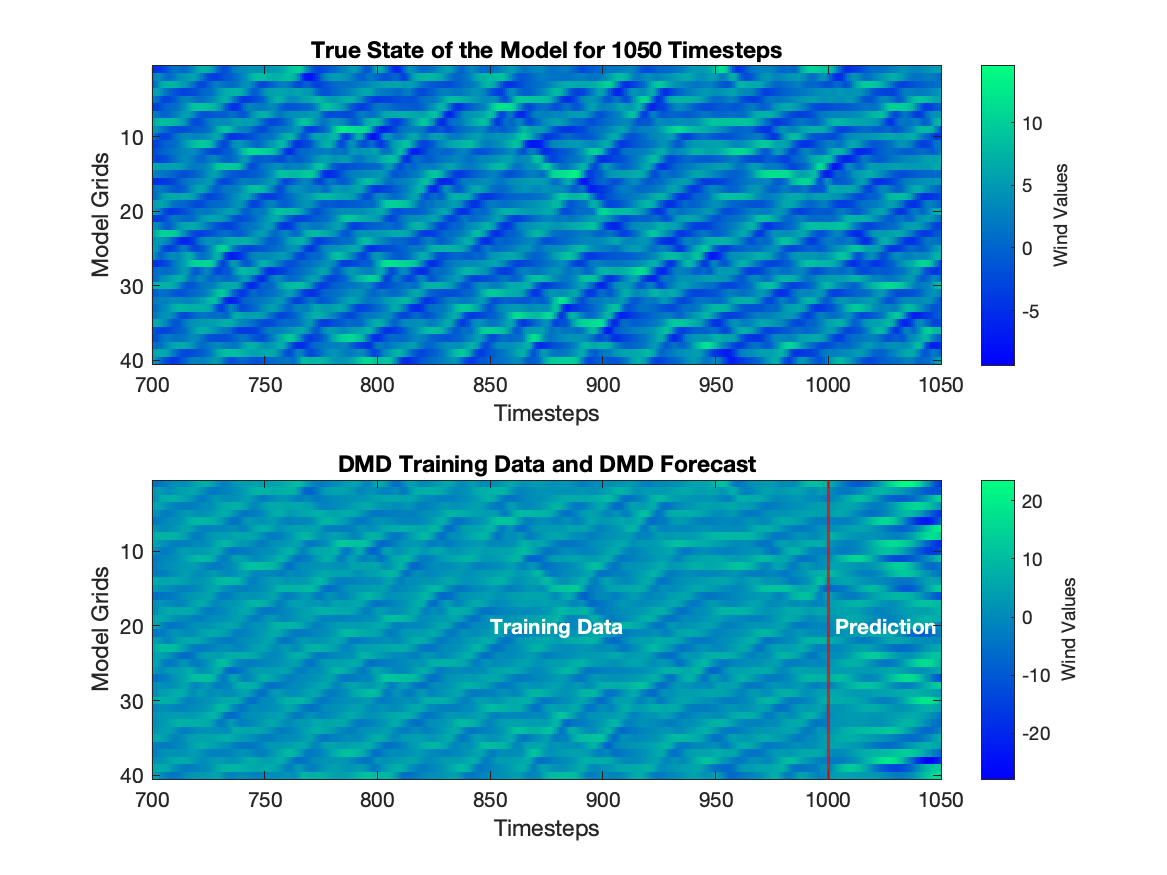 True State of the Model for 1050 Timesteps
Model Grids
10
20
30
40
700 750 800 850 900 950 1000 1050
Timesteps
10
5
0
-5
Wind Values
DMD Training Data and DMD Forecast
Model Grids
10
20
30
40
Training Data
Prediction
700 750 800 850 900 950 1000 1050
Timesteps
20
10
0
-10
-20
Wind Values